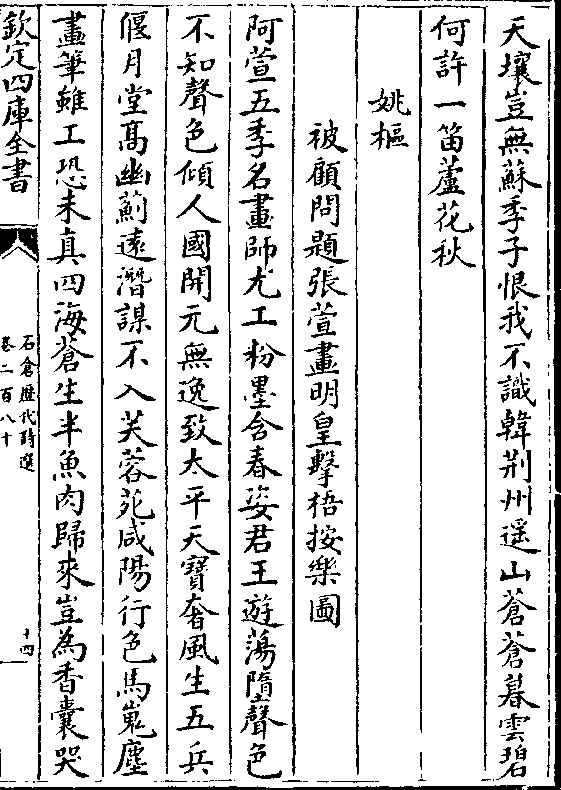 天壤豈無蘇季子恨我不識韓荆州遥山蒼蒼暮雲碧
何許一笛蘆花秋
姚樞
被顧問題張萱畫明皇擊梧按樂圖
阿萱五季名畫師尤工粉墨含春姿君王遊蕩墮聲色
不知聲色傾人國開元無逸致太平天寶奢風生五兵
偃月堂髙幽薊遠潛謀不入芙蓉苑咸陽行色馬嵬塵
畫筆雖工恐未真四海蒼生半魚肉歸來豈為香囊哭
欽定四庫全書
石倉歷代詩選
卷二百八十
十四